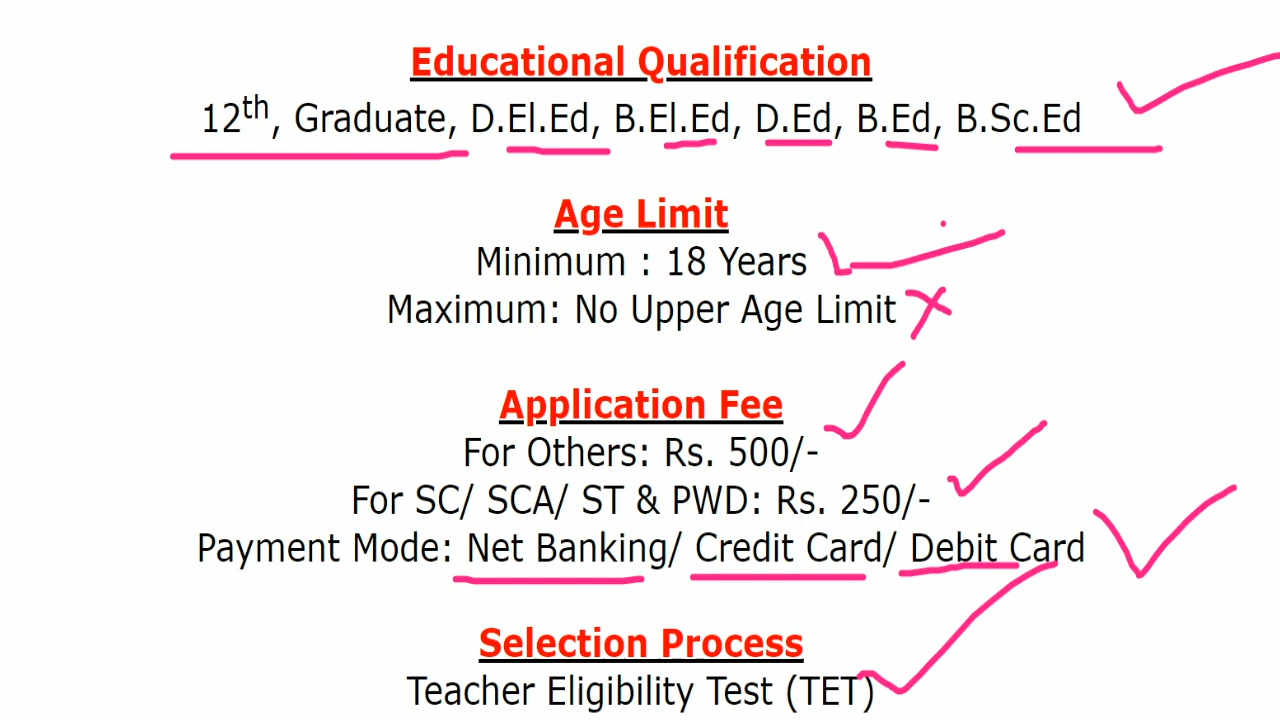 Educational Qualification
12th, Graduate, D.El.Ed, B.El.Ed, D.Ed, B.Ed, B.Sc.Ed
Age Limit
Minimum : 18 Years
Maximum: No Upper Age Limit
Application Fee
For Others: Rs. 500/-
For SC/ SCA/ ST & PWD: Rs. 250/-
Payment Mode: Net Banking/ Credit Card/ Debit Card
Selection Process
Teacher Eligibility Test (TET)